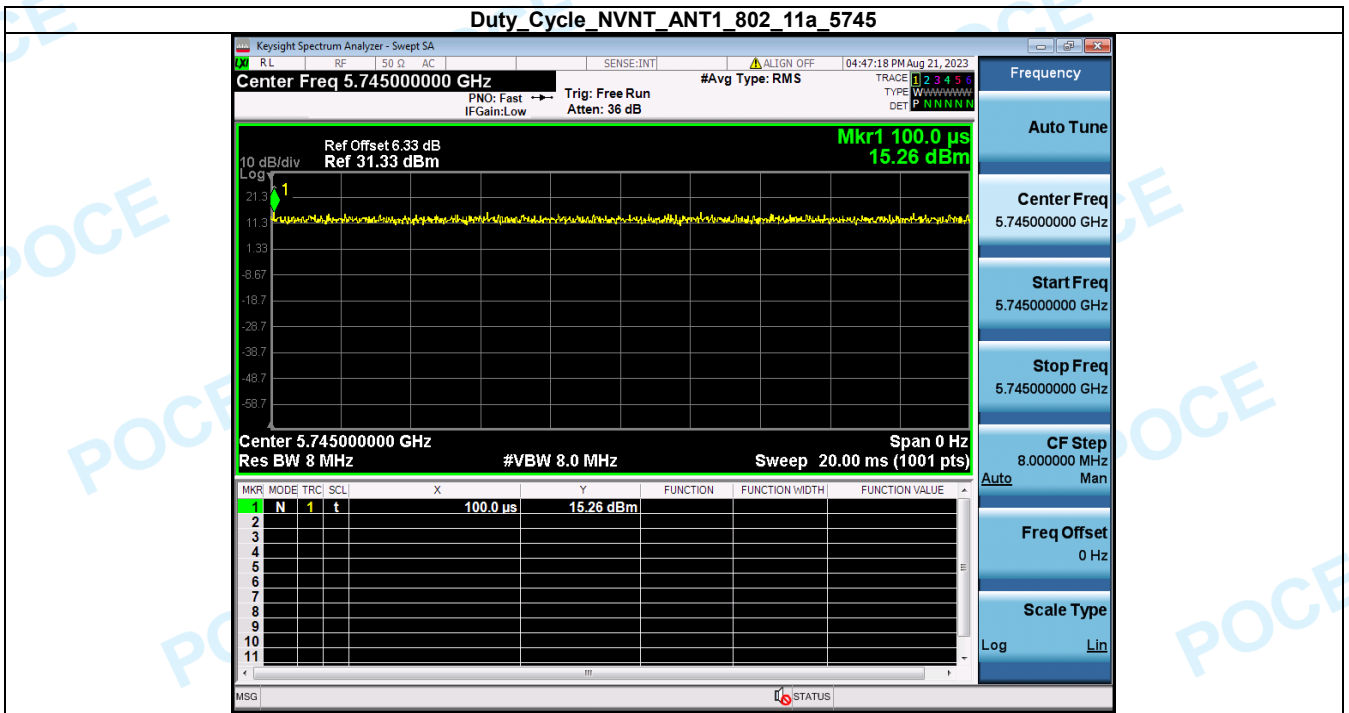 Duty_Cycle_NVNT_ANT1_802_11a_5745
Keysight Spectrum Analyzer - Swept SA
LXI RL RF 50 Ω AC SENSE:INT ALIGN OFF 04:47:18 PM Aug 21, 2023
Center Freq 5.745000000 GHz
PNO: Fast
IFGain:Low
Trig: Free Run
Atten: 36 dB
#Avg Type: RMS
TRACE 1 2 3 4 5 6
TYPE WWWWWW
DET P N N N N N
Mkr1 100.0 µs
15.26 dBm
Ref Offset 6.33 dB
10 dB/div Ref 31.33 dBm
Log
1
21.3
11.3
1.33
-8.67
-18.7
-28.7
-38.7
-48.7
-58.7
Center 5.745000000 GHz Span 0 Hz
Res BW 8 MHz #VBW 8.0 MHz Sweep 20.00 ms (1001 pts)
MKR MODE TRC SCL X Y FUNCTION FUNCTION WIDTH FUNCTION VALUE
1 N 1 t 100.0 µs 15.26 dBm
2
3
4
5
6
7
8
9
10
11
MSG STATUS
Frequency
Auto Tune
Center Freq
5.745000000 GHz
Start Freq
5.745000000 GHz
Stop Freq
5.745000000 GHz
CF Step
8.000000 MHz
Auto Man
Freq Offset
0 Hz
Scale Type
Log Lin
POCE
POCE
POCE
POCE
POCE
POCE